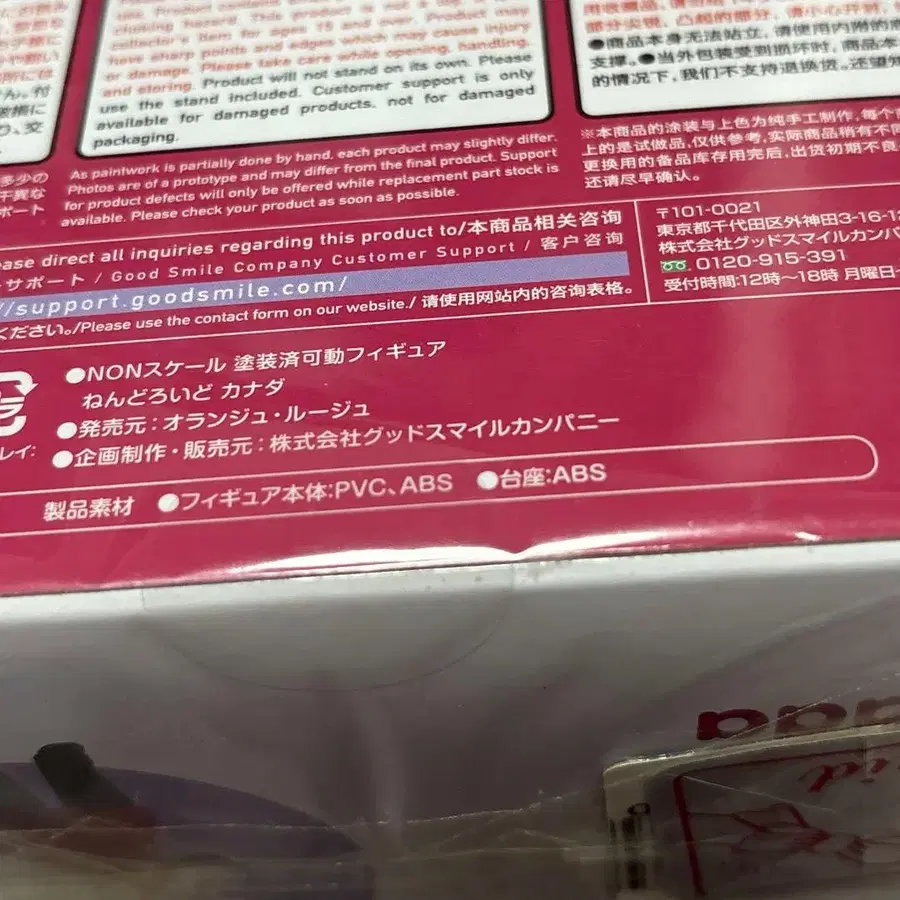 collector, item for ages 15 and over. Product may
have sharp points and edges which may cause injury
or damage. Please take care while opening, handling,
and storing. Product will not stand on its own. Please
use the stand included. Customer support is only
available for damaged products, not for damaged
packaging.
As paintwork is partially done by hand, each product may slightly differ.
Photos are of a prototype and may differ from the final product. Support
for product defects will only be offered while replacement part stock is
available. Please check your product as soon as possible.
部分尖锐、凸起的部分,请小心开封、
●商品本身无法站立,请使用内附的
支撑。●当外包装受到损坏时,商品本
的情况下,我们不支持退换货。还望知
※本商品的涂装与上色为纯手工制作,每个
上的是试做品,仅供参考,实际商品稍有不同
更换用的备品库存用完后,出货初期不良
还请尽早确认。
ease direct all inquiries regarding this product to/本商品相关咨询
サポート / Good Smile Company Customer Support / 客户咨询
//support.goodsmile.com/
ください。/Please use the contact form on our website./ 请使用网站内的咨询表格。
〒101-0021
東京都千代田区外神田3-16-12
株式会社グッドスマイルカンパ
0120-915-391
受付時間:12時〜18時 月曜日〜
●NONスケール 塗装済可動フィギュア
ねんどろいど カナダ
●発売元:オランジュ・ルージュ
●企画制作・販売元:株式会社グッドスマイルカンパニー
レイ:
製品素材 ●フィギュア本体:PVC、ABS ●台座:ABS